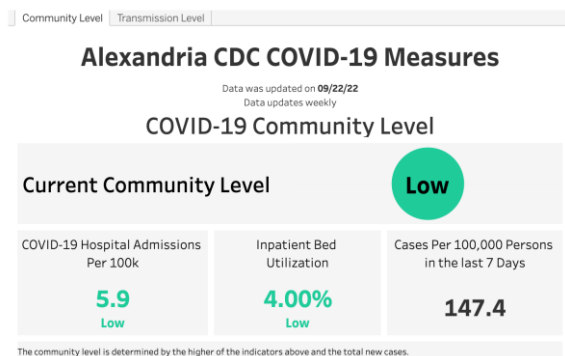 Community Level
Transmission Level
Alexandria CDC COVID-19 Measures
Data was updated on 09/22/22
Data updates weekly
COVID-19 Community Level
Current Community Level
Low
COVID-19 Hospital Admissions
Per 100k
5.9
Low
Inpatient Bed
Utilization
4.00%
Low
Cases Per 100,000 Persons
in the last 7 Days
147.4
The community level is determined by the higher of the indicators above and the total new cases.